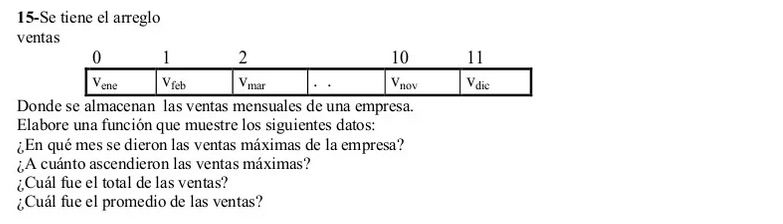 15-Se tiene el arreglo
ventas
0 1 2 10 11
Vene Vfeb Vmar . . Vnov Vdic
Donde se almacenan las ventas mensuales de una empresa.
Elabore una función que muestre los siguientes datos:
¿En qué mes se dieron las ventas máximas de la empresa?
¿A cuánto ascendieron las ventas máximas?
¿Cuál fue el total de las ventas?
¿Cuál fue el promedio de las ventas?